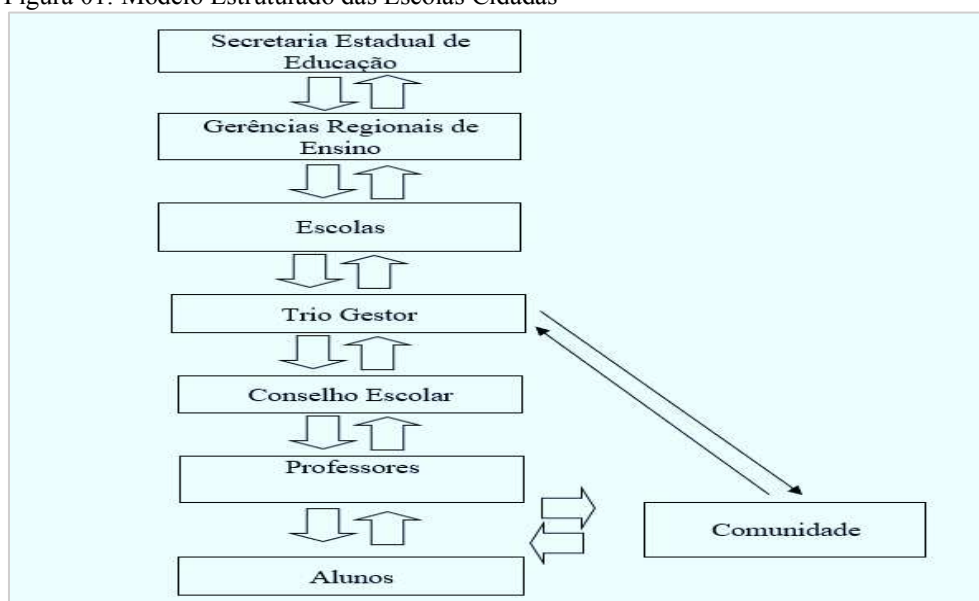 Figura 01: Modelo Estruturado das Escolas Cidadãs
Secretaria Estadual de
Educação
Gerências Regionais de
Ensino
Escolas
Trio Gestor
Conselho Escolar
Professores
Comunidade
Alunos